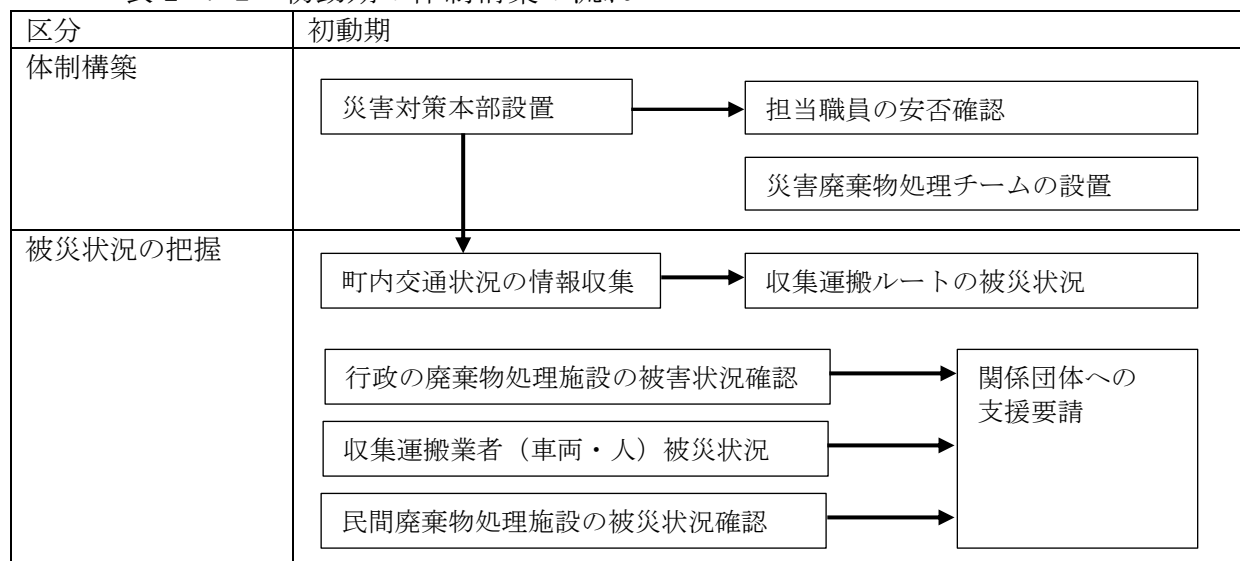 区分
初動期
体制構築
災害対策本部設置
担当職員の安否確認
災害廃棄物処理チームの設置
被災状況の把握
町内交通状況の情報収集
収集運搬ルートの被災状況
行政の廃棄物処理施設の被害状況確認
関係団体への
支援要請
収集運搬業者（車両・人）被災状況
民間廃棄物処理施設の被災状況確認